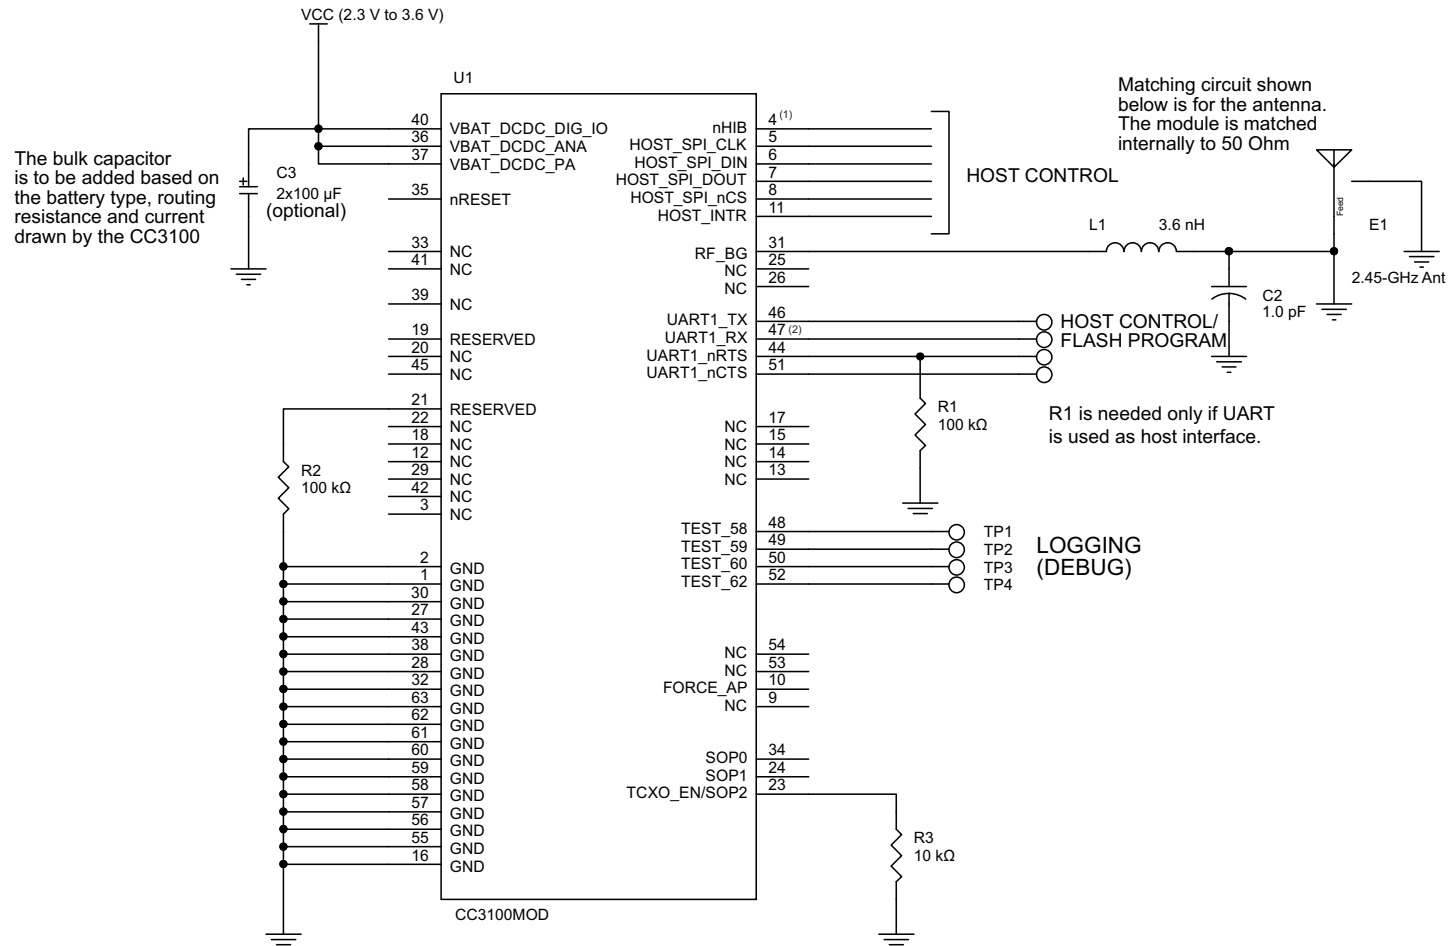 VCC (2.3 V to 3.6 V)
U1
The bulk capacitor
is to be added based on
the battery type, routing
resistance and current
drawn by the CC3100
+
C3
2x100 µF
(optional)
40 VBAT_DCDC_DIG_IO
36 VBAT_DCDC_ANA
37 VBAT_DCDC_PA
35 nRESET
33 NC
41 NC
39 NC
19 RESERVED
20 NC
45 NC
21 RESERVED
22 NC
18 NC
12 NC
29 NC
42 NC
3 NC
R2
100 kΩ
2 GND
1 GND
30 GND
27 GND
43 GND
38 GND
28 GND
32 GND
63 GND
62 GND
61 GND
60 GND
59 GND
58 GND
57 GND
56 GND
55 GND
16 GND
CC3100MOD
nHIB 4 (1)
HOST_SPI_CLK 5
HOST_SPI_DIN 6
HOST_SPI_DOUT 7
HOST_SPI_nCS 8
HOST_INTR 11
HOST CONTROL
RF_BG 31
NC 25
NC 26
UART1_TX 46
UART1_RX 47 (2)
UART1_nRTS 44
UART1_nCTS 51
HOST CONTROL/
FLASH PROGRAM
R1
100 kΩ
R1 is needed only if UART
is used as host interface.
NC 17
NC 15
NC 14
NC 13
TEST_58 48 TP1
TEST_59 49 TP2
TEST_60 50 TP3
TEST_62 52 TP4
LOGGING
(DEBUG)
NC 54
NC 53
FORCE_AP 10
NC 9
SOP0 34
SOP1 24
TCXO_EN/SOP2 23
R3
10 kΩ
Matching circuit shown
below is for the antenna.
The module is matched
internally to 50 Ohm
L1 3.6 nH
Feed
E1
2.45-GHz Ant
C2
1.0 pF